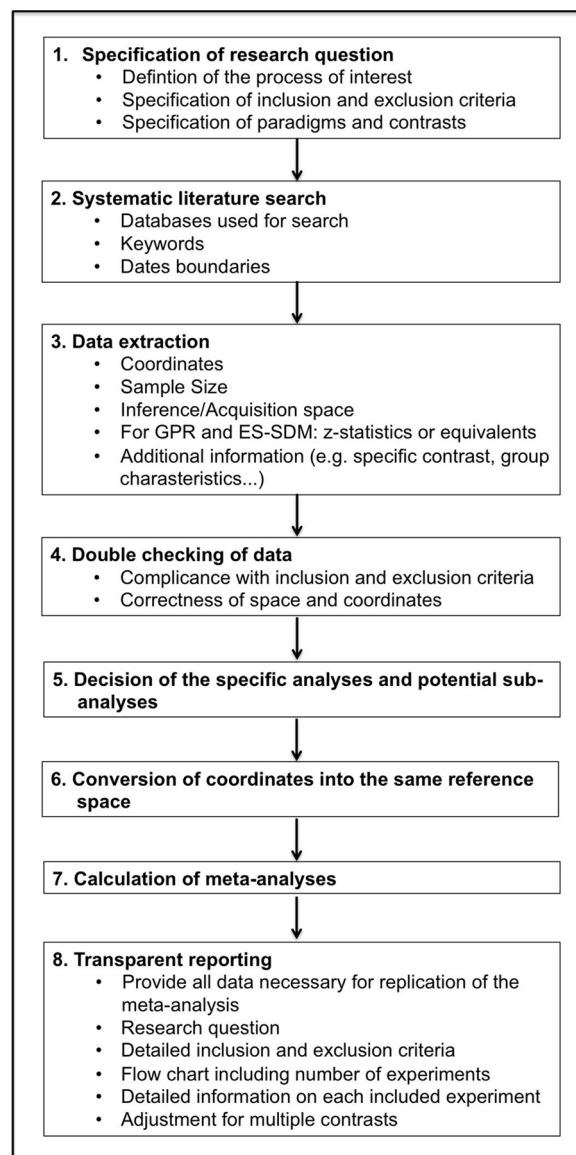 1. Specification of research question
• Defintion of the process of interest
• Specification of inclusion and exclusion criteria
• Specification of paradigms and contrasts
2. Systematic literature search
• Databases used for search
• Keywords
• Dates boundaries
3. Data extraction
• Coordinates
• Sample Size
• Inference/Acquisition space
• For GPR and ES-SDM: z-statistics or equivalents
• Additional information (e.g. specific contrast, group
charasteristics...)
4. Double checking of data
• Complicance with inclusion and exclusion criteria
• Correctness of space and coordinates
5. Decision of the specific analyses and potential sub-
analyses
6. Conversion of coordinates into the same reference
space
7. Calculation of meta-analyses
8. Transparent reporting
• Provide all data necessary for replication of the
meta-analysis
• Research question
• Detailed inclusion and exclusion criteria
• Flow chart including number of experiments
• Detailed information on each included experiment
• Adjustment for multiple contrasts